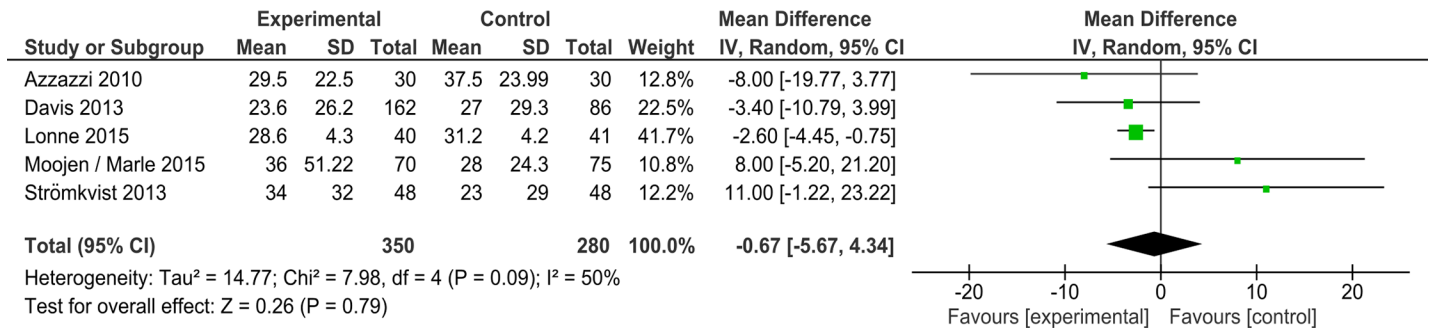 Experimental Control Mean Difference Mean Difference
Study or Subgroup Mean SD Total Mean SD Total Weight IV, Random, 95% CI IV, Random, 95% CI
Azzazzi 2010 29.5 22.5 30 37.5 23.99 30 12.8% -8.00 [-19.77, 3.77]
Davis 2013 23.6 26.2 162 27 29.3 86 22.5% -3.40 [-10.79, 3.99]
Lonne 2015 28.6 4.3 40 31.2 4.2 41 41.7% -2.60 [-4.45, -0.75]
Moojen / Marle 2015 36 51.22 70 28 24.3 75 10.8% 8.00 [-5.20, 21.20]
Strömkvist 2013 34 32 48 23 29 48 12.2% 11.00 [-1.22, 23.22]
Total (95% CI) 350 280 100.0% -0.67 [-5.67, 4.34]
Heterogeneity: Tau² = 14.77; Chi² = 7.98, df = 4 (P = 0.09); I² = 50%
Test for overall effect: Z = 0.26 (P = 0.79)
-20 -10 0 10 20
Favours [experimental] Favours [control]